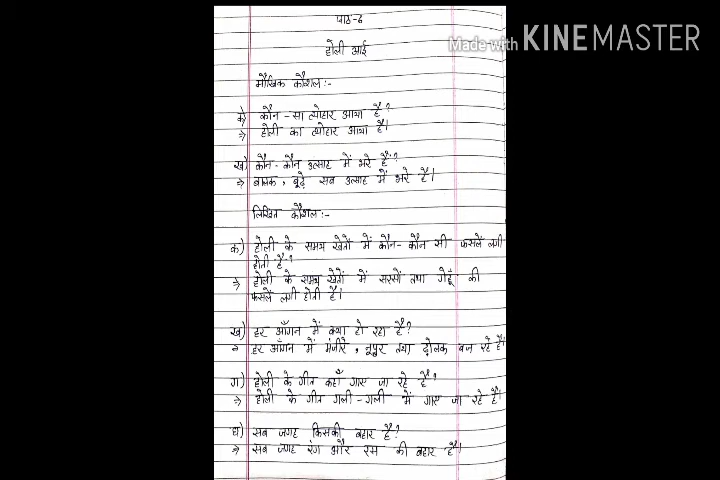 पाठ-6
होली आई
Made with KINEMASTER
मौखिक कौशल:-
क) कौन-सा त्योहार आया है?
⇒ होली का त्योहार आया है।
ख) कौन-कौन उत्साह में भरे हैं?
⇒ बालक, बूढ़े सब उत्साह में भरे हैं।
लिखित कौशल:-
क) होली के समय खेतों में कौन-कौन सी फसलें लगी
होती हैं?
⇒ होली के समय खेतों में सरसों तथा गेहूँ की
फसलें लगी होती हैं।
ख) हर आँगन में क्या हो रहा है?
⇒ हर आँगन में मंजीरे, नूपुर तथा ढोलक बज रहे हैं।
ग) होली के गीत कहाँ गाए जा रहे हैं?
⇒ होली के गीत गली-गली में गाए जा रहे हैं।
घ) सब जगह किसकी बहार है?
⇒ सब जगह रंग और रस की बहार है।